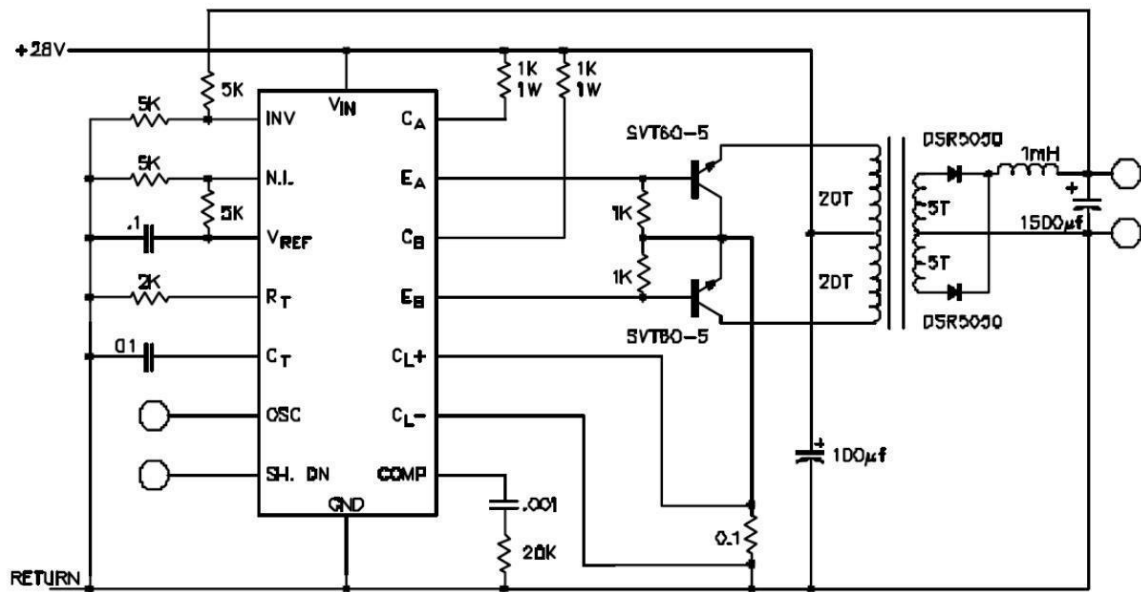 +28V
5K
1K
1W
1K
1W
5K
INV
VIN
CA
SVT60-5
DSR5050
1mH
5K
N.I.
EA
5K
1K
20T
5T
+
1500µf
.1
VREF
CB
2K
RT
EB
1K
20T
5T
SVT60-5
DSR5050
.01
CT
CL+
OSC
CL-
+
100µf
SH. DN
COMP
GND
.001
20K
0.1
RETURN